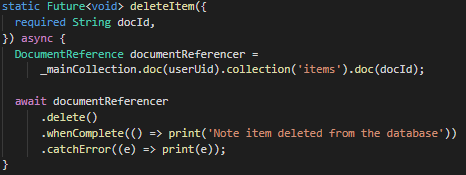 static Future<void> deleteItem({
  required String docId,
}) async {
  DocumentReference documentReferencer =
      _mainCollection.doc(userUid).collection('items').doc(docId);

  await documentReferencer
      .delete()
      .whenComplete(() => print('Note item deleted from the database'))
      .catchError((e) => print(e));
}